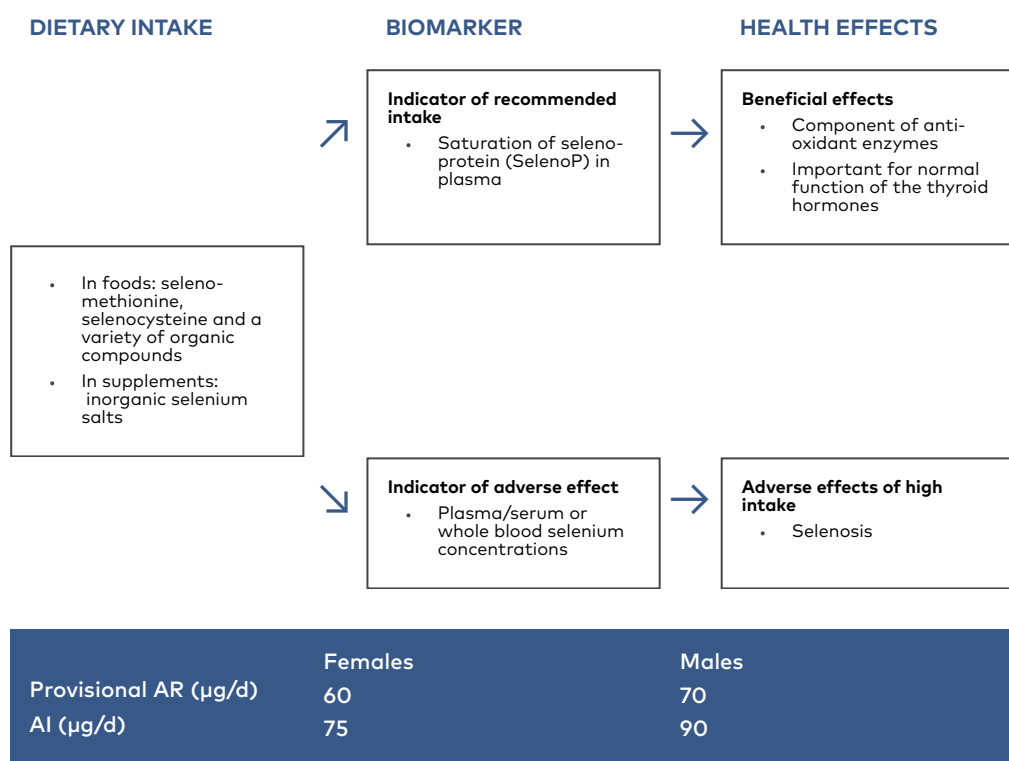 DIETARY INTAKE
BIOMARKER
HEALTH EFFECTS
• In foods: seleno-
methionine,
selenocysteine and a
variety of organic
compounds
• In supplements:
inorganic selenium
salts
Indicator of recommended
intake
• Saturation of seleno-
protein (SelenoP) in
plasma
Beneficial effects
• Component of anti-
oxidant enzymes
• Important for normal
function of the thyroid
hormones
Indicator of adverse effect
• Plasma/serum or
whole blood selenium
concentrations
Adverse effects of high
intake
• Selenosis
Females Males
Provisional AR (µg/d) 60 70
AI (µg/d) 75 90